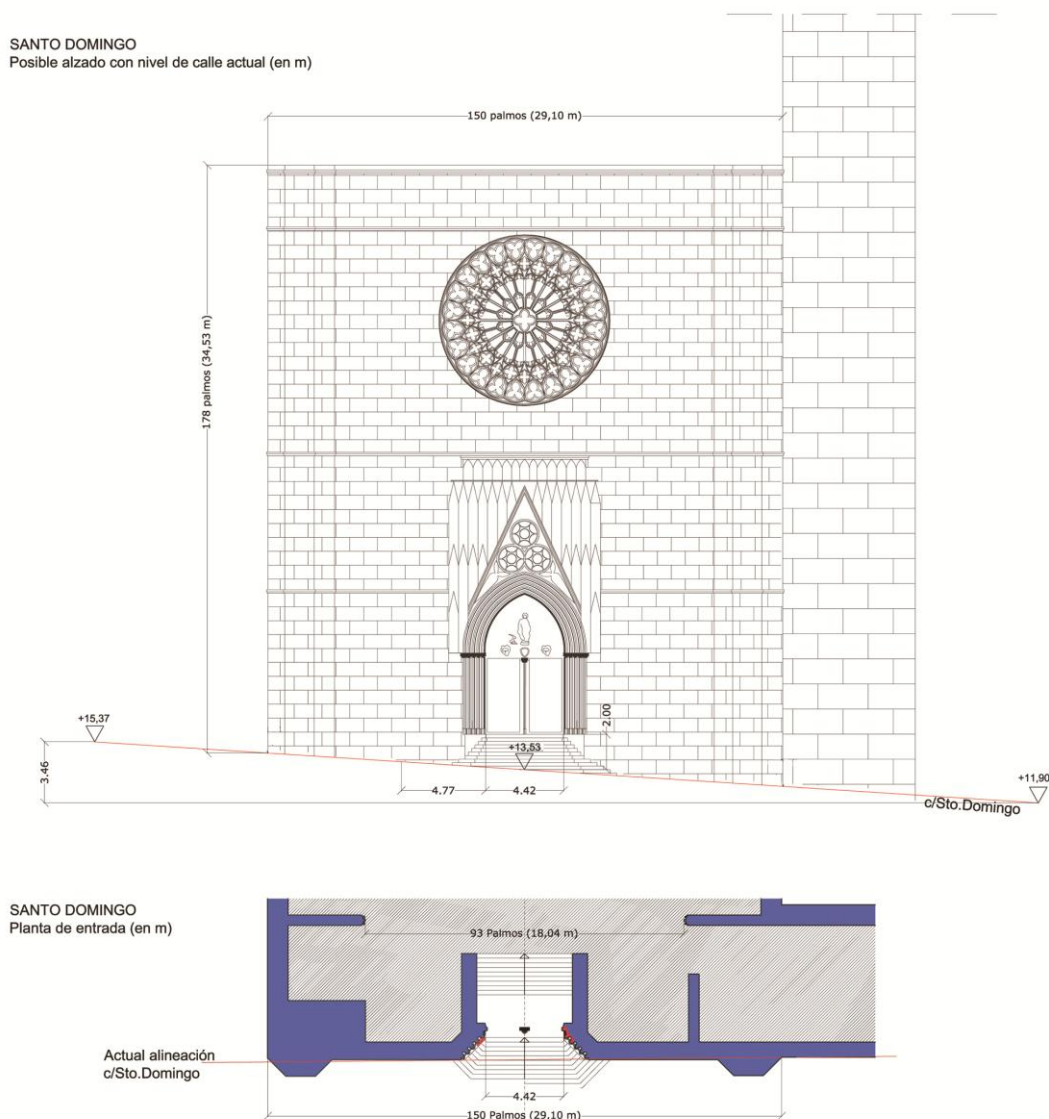 SANTO DOMINGO
Posible alzado con nivel de calle actual (en m)
150 palmos (29,10 m)
178 palmos (34,53 m)
+15,37
3.46
2.00
+13,53
4.77
4.42
+11,90
c/Sto.Domingo
SANTO DOMINGO
Planta de entrada (en m)
93 Palmos (18,04 m)
Actual alineación
c/Sto.Domingo
4.42
150 Palmos (29,10 m)